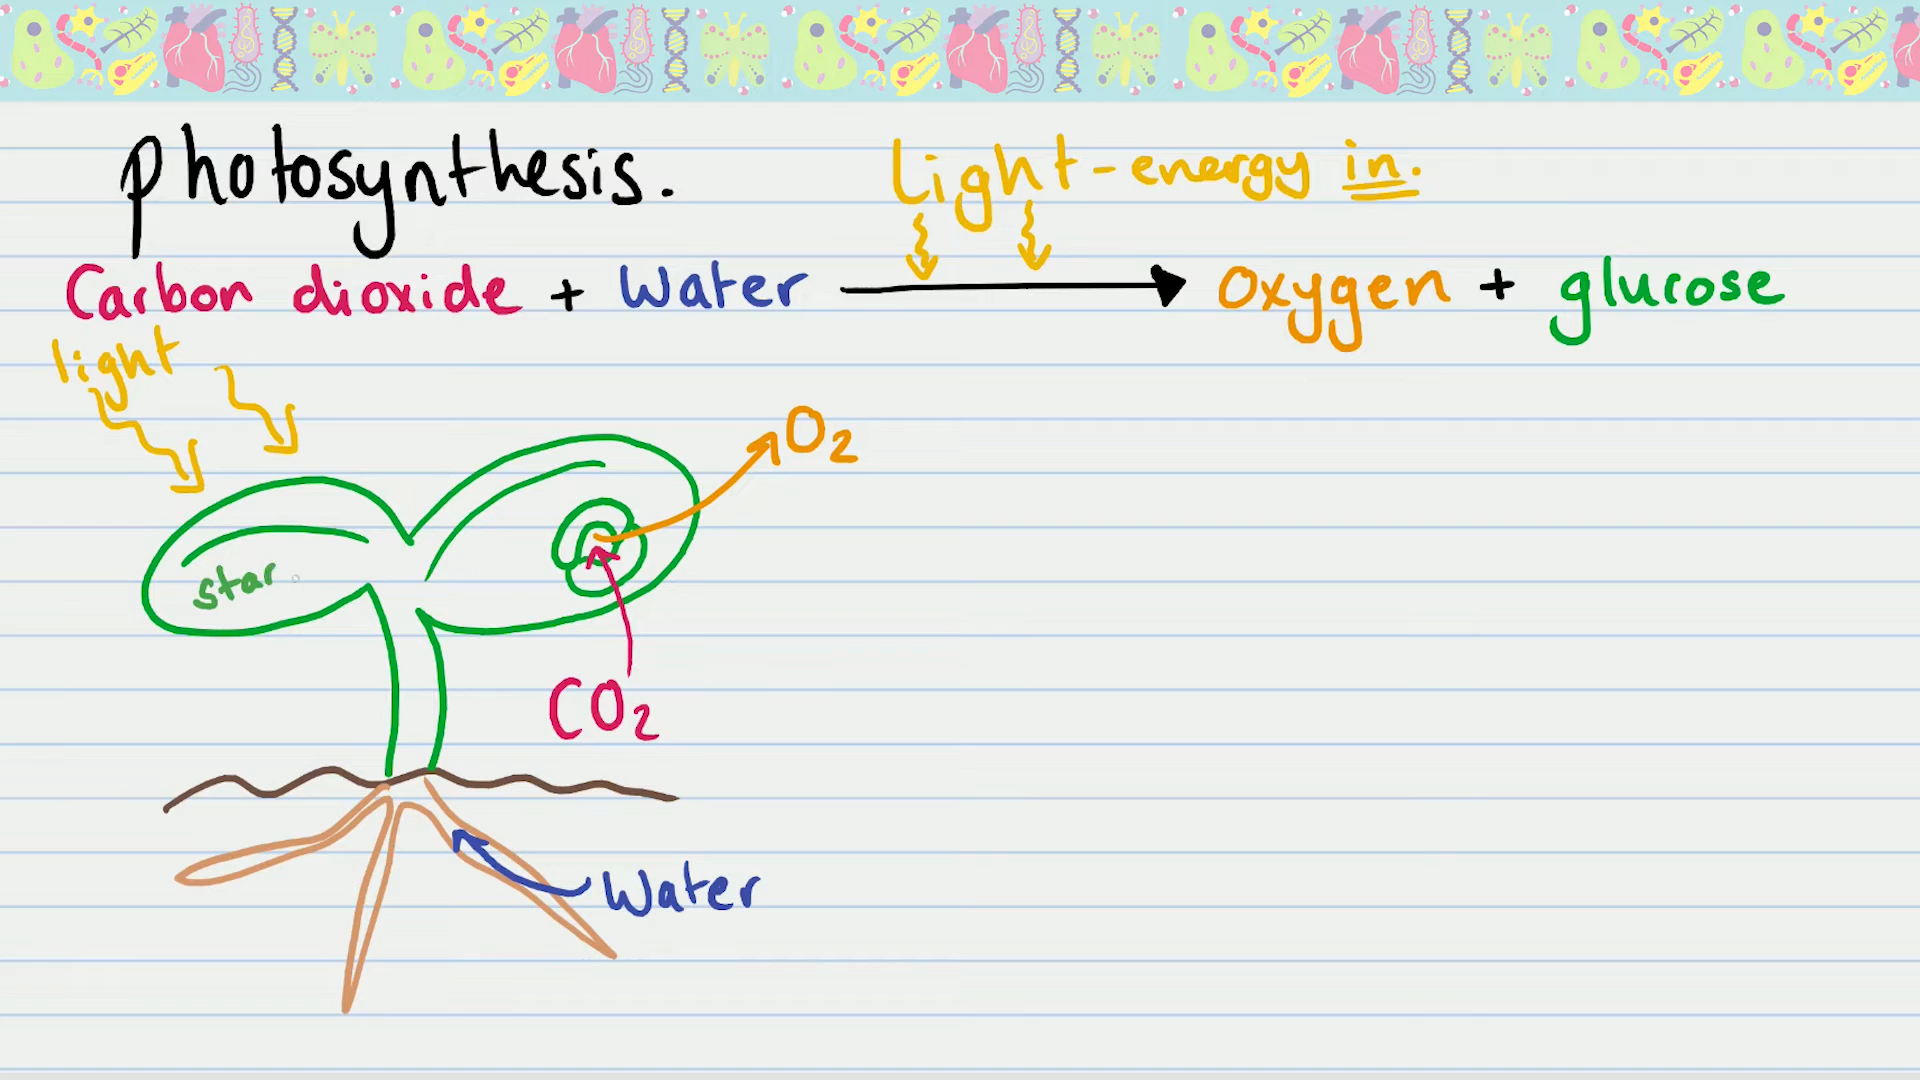 Photosynthesis.
Light-energy in.
Carbon dioxide + Water → Oxygen + glucose
light
O₂
star
CO₂
Water